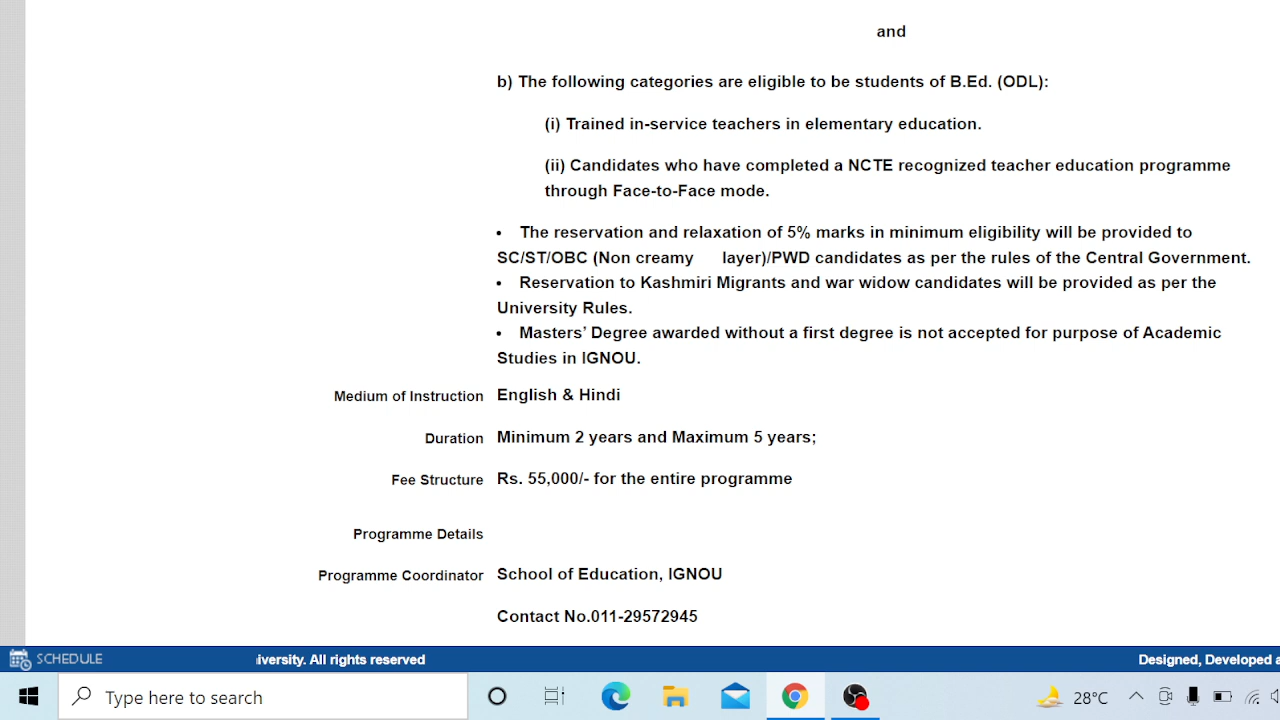 and
b) The following categories are eligible to be students of B.Ed. (ODL):
(i) Trained in-service teachers in elementary education.
(ii) Candidates who have completed a NCTE recognized teacher education programme
through Face-to-Face mode.
• The reservation and relaxation of 5% marks in minimum eligibility will be provided to
SC/ST/OBC (Non creamy layer)/PWD candidates as per the rules of the Central Government.
• Reservation to Kashmiri Migrants and war widow candidates will be provided as per the
University Rules.
• Masters’ Degree awarded without a first degree is not accepted for purpose of Academic
Studies in IGNOU.
Medium of Instruction English & Hindi
Duration Minimum 2 years and Maximum 5 years;
Fee Structure Rs. 55,000/- for the entire programme
Programme Details
Programme Coordinator School of Education, IGNOU
Contact No.011-29572945
SCHEDULE iversity. All rights reserved Designed, Developed a
Type here to search 28°C